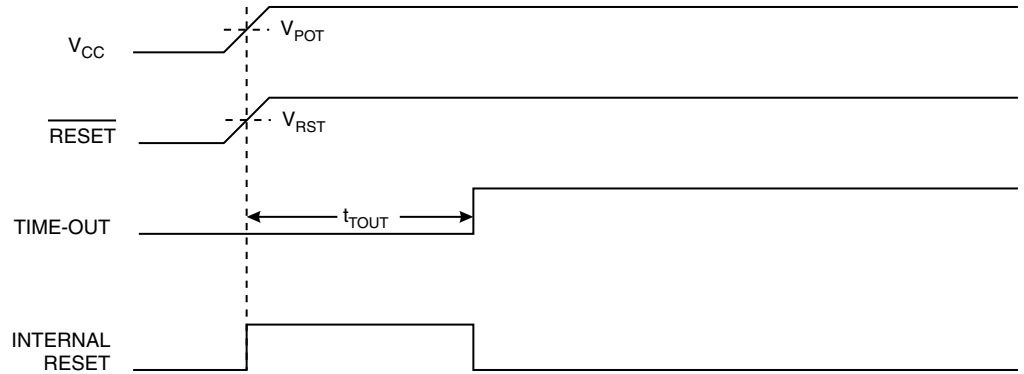 V_CC
V_POT
RESET
V_RST
TIME-OUT
t_TOUT
INTERNAL
RESET